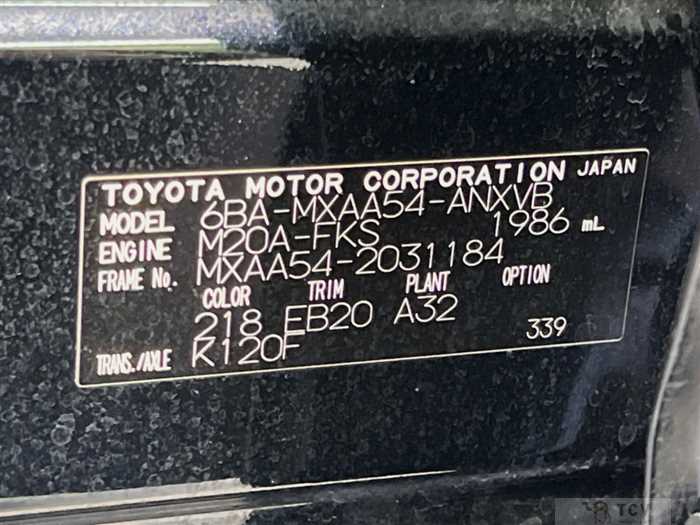 TOYOTA MOTOR CORPORATION JAPAN
MODEL 6BA-MXAA54-ANXVB
ENGINE M20A-FKS 1986 mL
FRAME No. MXAA54-2031184
COLOR TRIM PLANT OPTION
218 EB20 A32
TRANS./AXLE K120F 339
TCV